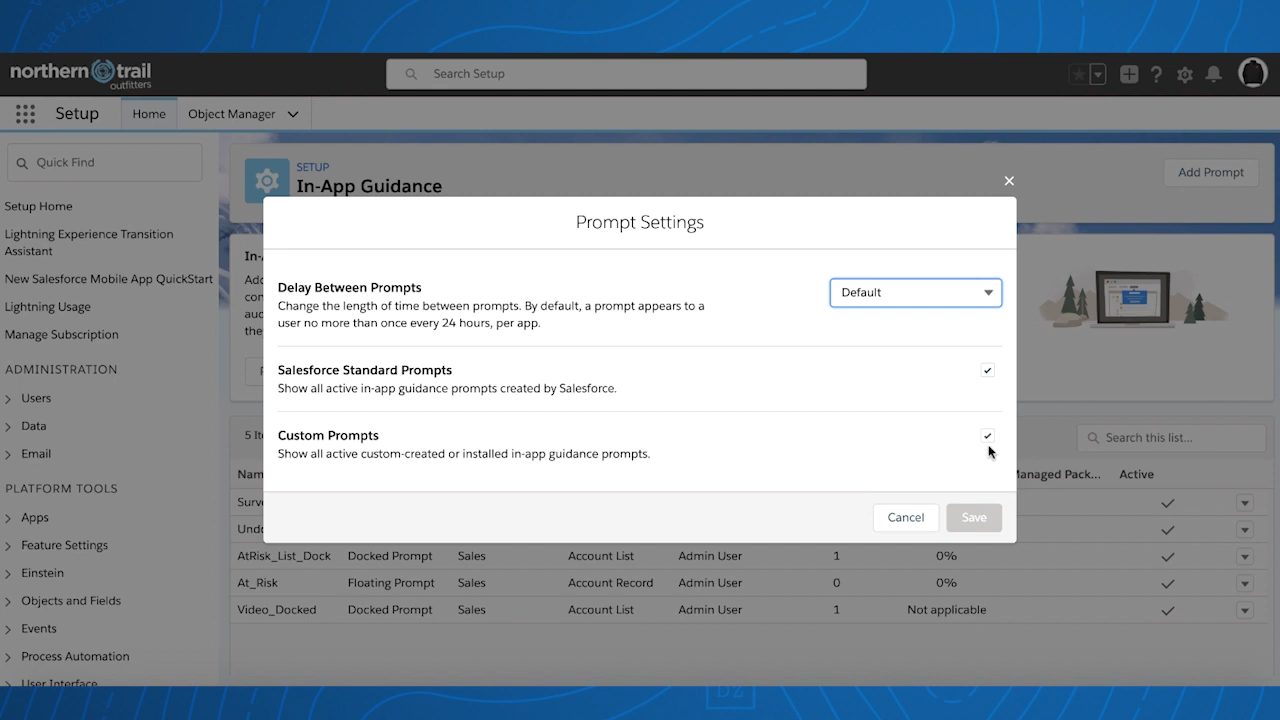 navigati
northern trail
outfitters
Search Setup
Setup
Home
Object Manager
Quick Find
Setup Home
Lightning Experience Transition
Assistant
New Salesforce Mobile App QuickStart
Lightning Usage
Manage Subscription
ADMINISTRATION
Users
Data
Email
PLATFORM TOOLS
Apps
Feature Settings
Einstein
Objects and Fields
Events
Process Automation
User Interface
SETUP
In-App Guidance
Add Prompt
Prompt Settings
Delay Between Prompts
Change the length of time between prompts. By default, a prompt appears to a
user no more than once every 24 hours, per app.
Default
Salesforce Standard Prompts
Show all active in-app guidance prompts created by Salesforce.
Custom Prompts
Show all active custom-created or installed in-app guidance prompts.
Cancel
Save
Search this list...
Active
AtRisk_List_Dock Docked Prompt Sales Account List Admin User 1 0%
At_Risk Floating Prompt Sales Account Record Admin User 0 0%
Video_Docked Docked Prompt Sales Account List Admin User 1 Not applicable
DZ